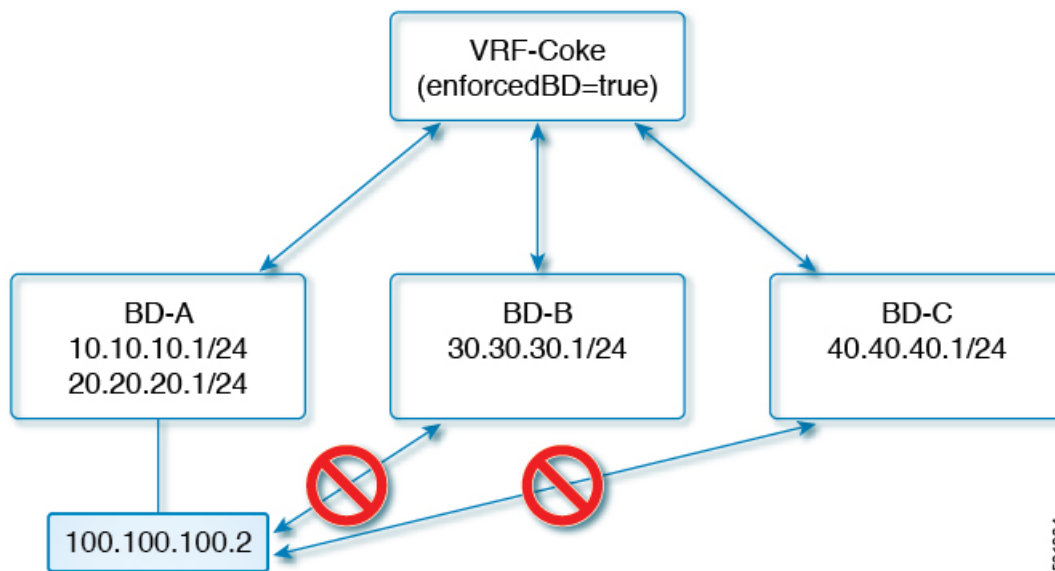 VRF-Coke
(enforcedBD=true)
BD-A
10.10.10.1/24
20.20.20.1/24
BD-B
30.30.30.1/24
BD-C
40.40.40.1/24
100.100.100.2